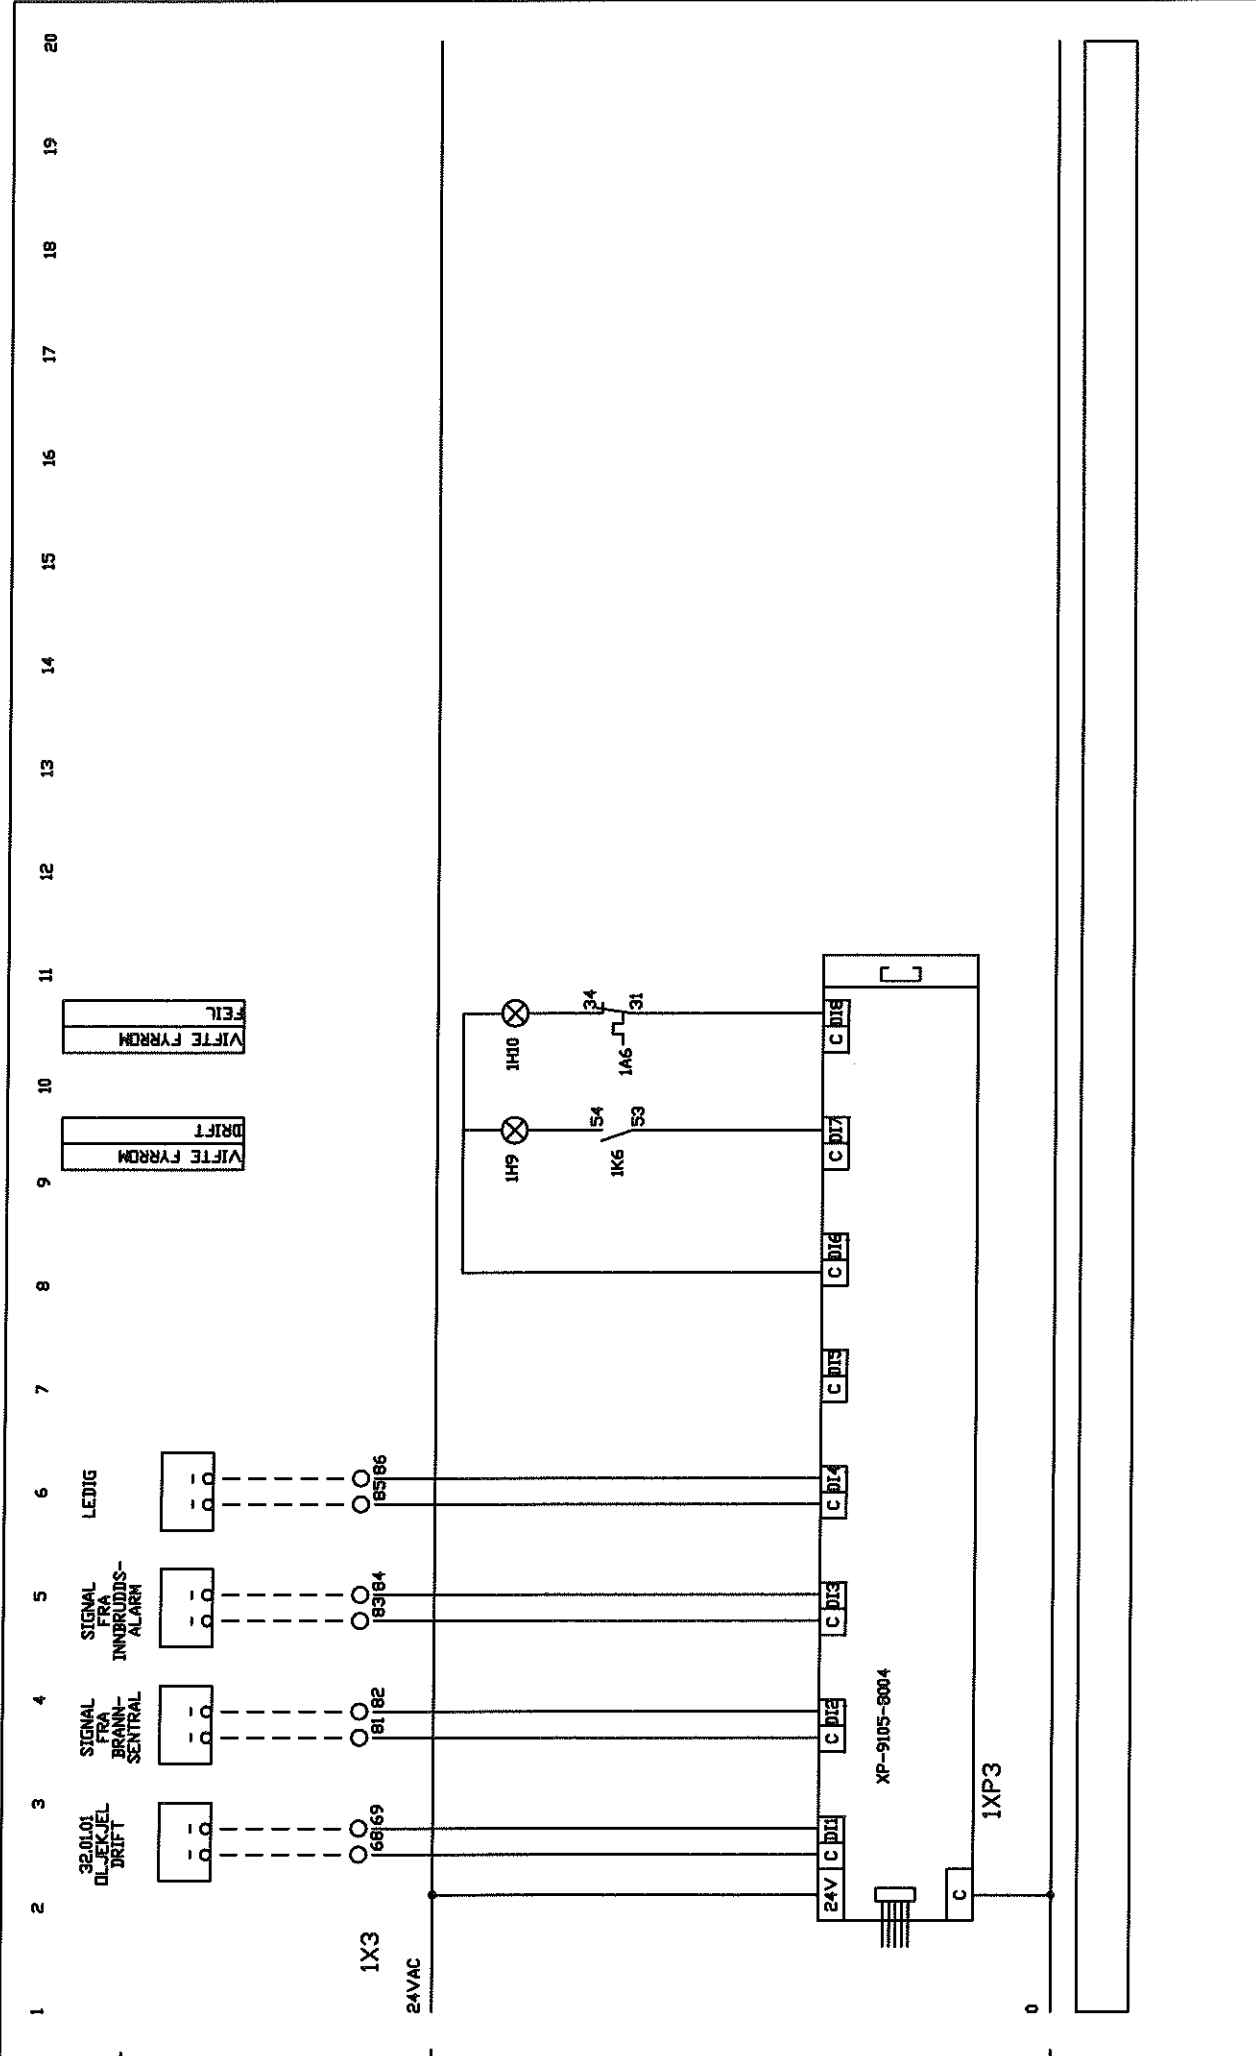 1 2 3 4 5 6 7 8 9 10 11 12 13 14 15 16 17 18 19 20
32.01.01
OLJEKJEL
DRIFT
SIGNAL
FRA
BRANN-
SENTRAL
SIGNAL
FRA
INNBRUDDS-
ALARM
LEDIG
VIFTE FYRROM
DRIFT
VIFTE FYRROM
FEIL
1X3
68 69 81 82 83 84 85 86
24VAC
1H9
1H10
54
34
1K6
53
1A6
31
24V C DI1 C DI2 C DI3 C DI4 C DI5 C DI6 C DI7 C DI8
XP-9105-8004
C
1XP3
0